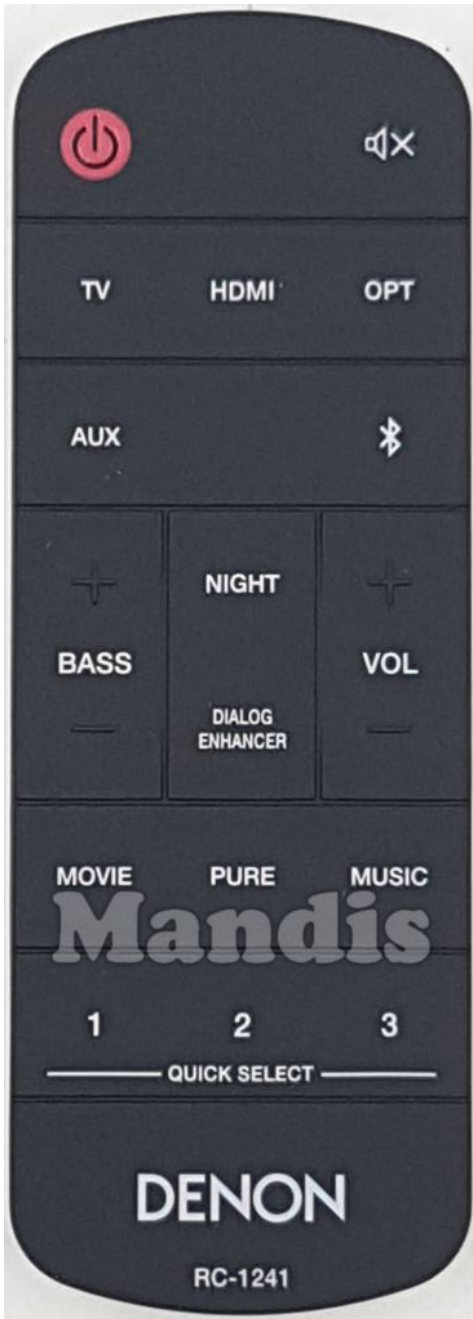 TV HDMI OPT
AUX
NIGHT
BASS VOL
DIALOG
ENHANCER
MOVIE PURE MUSIC
Mandis
1 2 3
QUICK SELECT
DENON
RC-1241